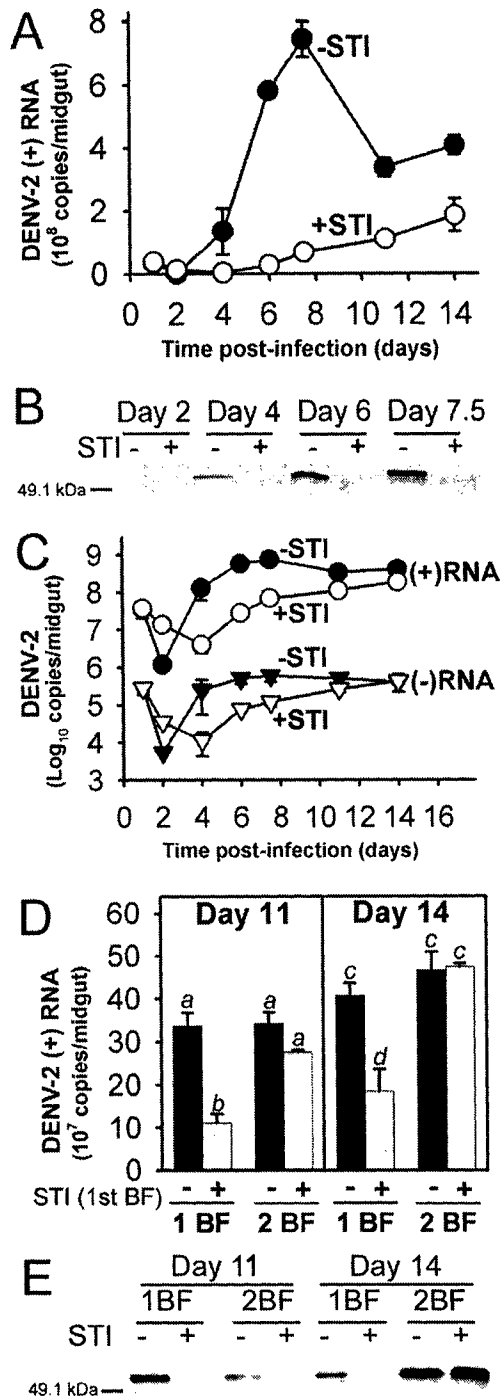 A
DENV-2 (+) RNA
(10⁸ copies/midgut)
8
6
4
2
0
-STI
+STI
0 2 4 6 8 10 12 14
Time post-infection (days)
B
Day 2 Day 4 Day 6 Day 7.5
STI - + - + - + - +
49.1 kDa
C
DENV-2
(Log₁₀ copies/midgut)
9
8
7
6
5
4
3
-STI
(+)RNA
+STI
-STI
(-)RNA
+STI
0 2 4 6 8 10 12 14 16
Time post-infection (days)
D
DENV-2 (+) RNA
(10⁷ copies/midgut)
60
50
40
30
20
10
0
Day 11 Day 14
a b a a c d c c
STI (1st BF) - + - + - + - +
1 BF 2 BF 1 BF 2 BF
E
Day 11 Day 14
1BF 2BF 1BF 2BF
STI - + - + - + - +
49.1 kDa